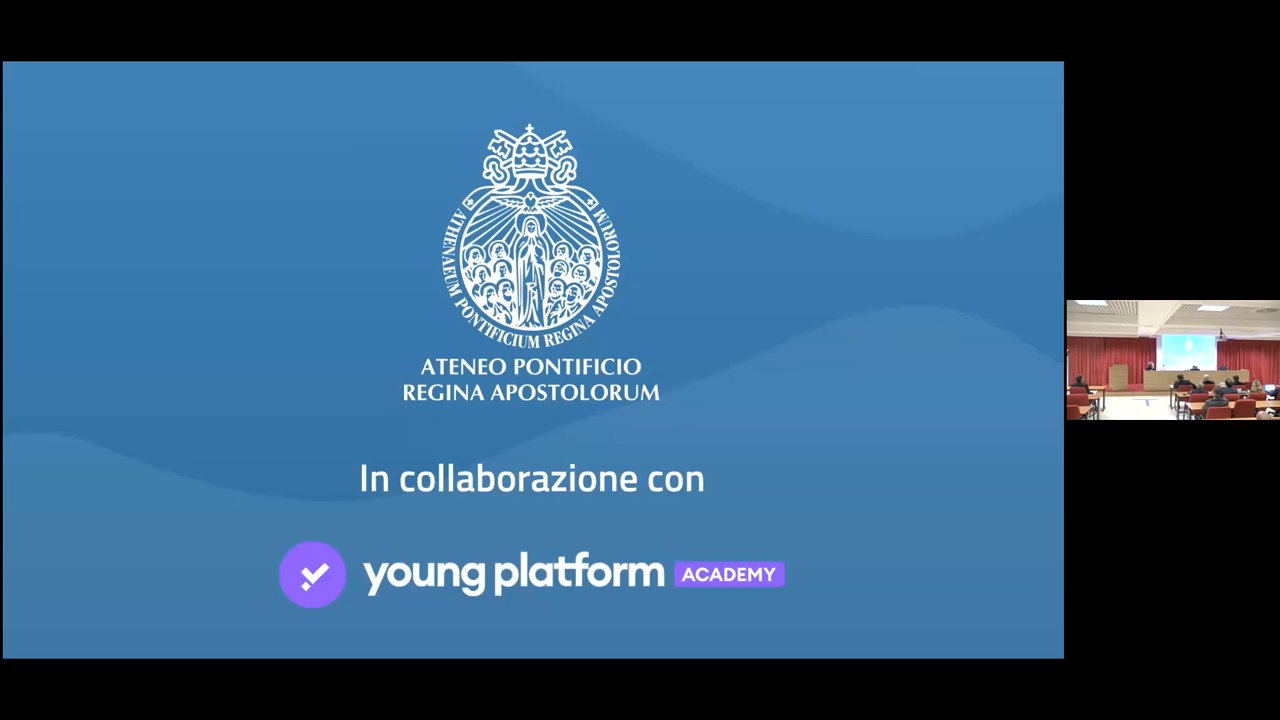 ATHENAEUM PONTIFICIUM REGINA APOSTOLORUM
ATENEO PONTIFICIO
REGINA APOSTOLORUM
In collaborazione con
young platform ACADEMY